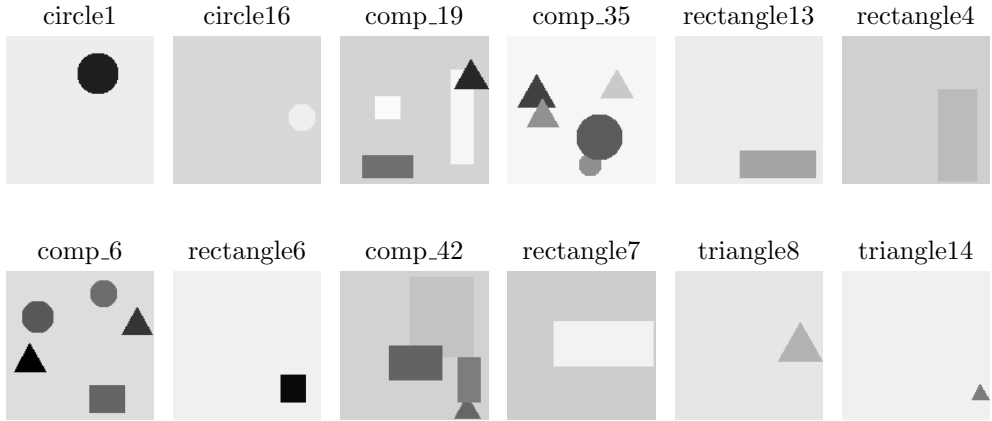 circle1 circle16 comp_19 comp_35 rectangle13 rectangle4
comp_6 rectangle6 comp_42 rectangle7 triangle8 triangle14